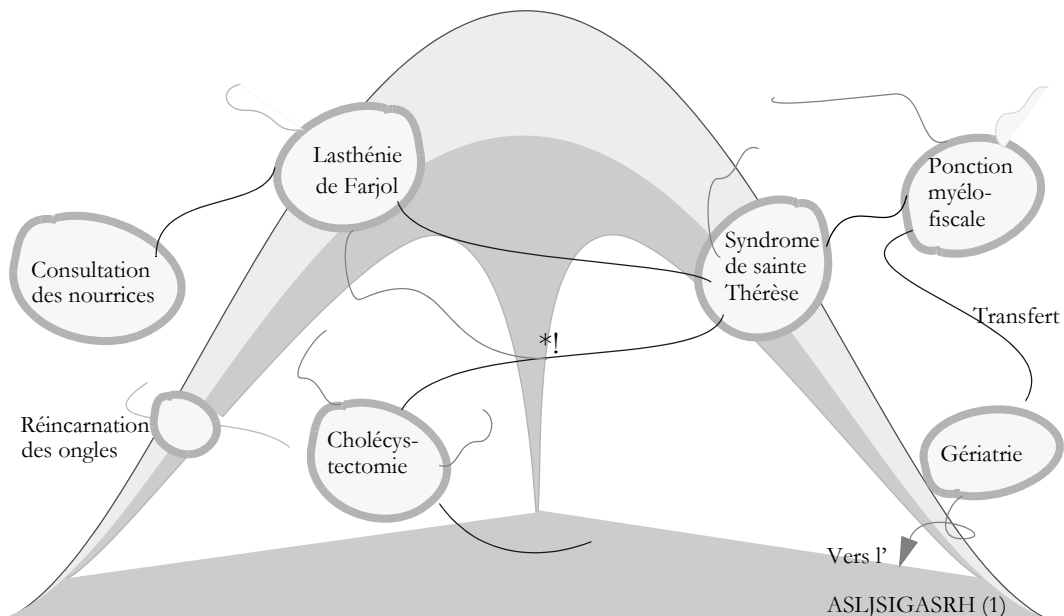 Lasthénie
de Farjol
Ponction
myélo-
fiscale
Consultation
des nourrices
Syndrome
de sainte
Thérèse
Transfert
*!
Réincarnation
des ongles
Cholécys-
tectomie
Gériatrie
Vers l'
ASLJSIGASRH (1)